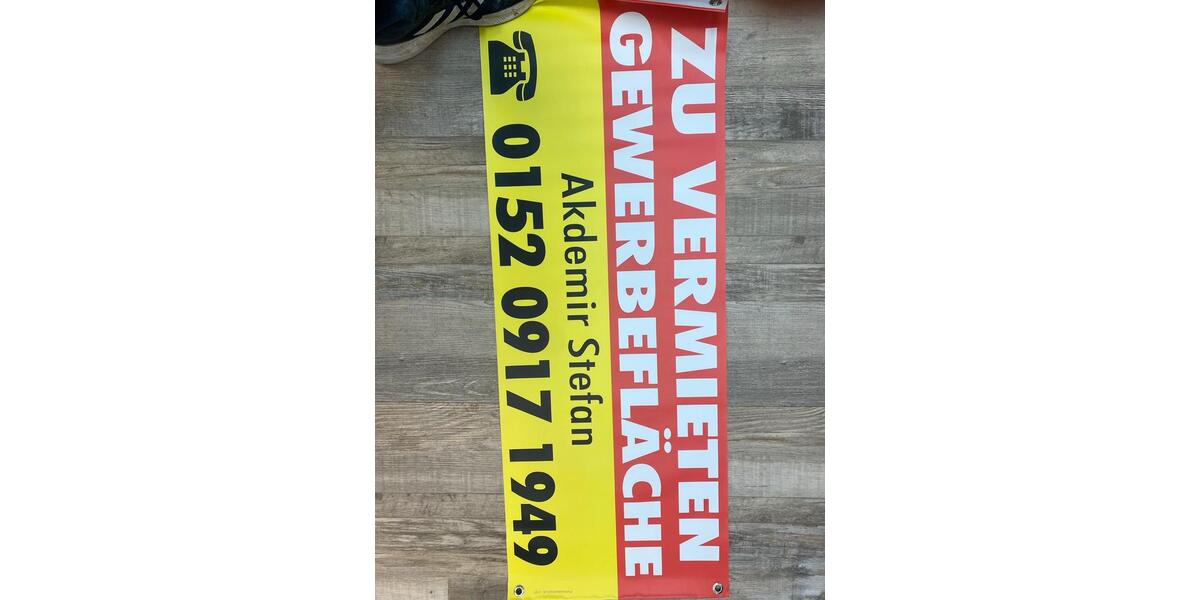 ZU VERMIETEN
GEWERBEFLÄCHE
Akdemir Stefan
0152 0917 1949